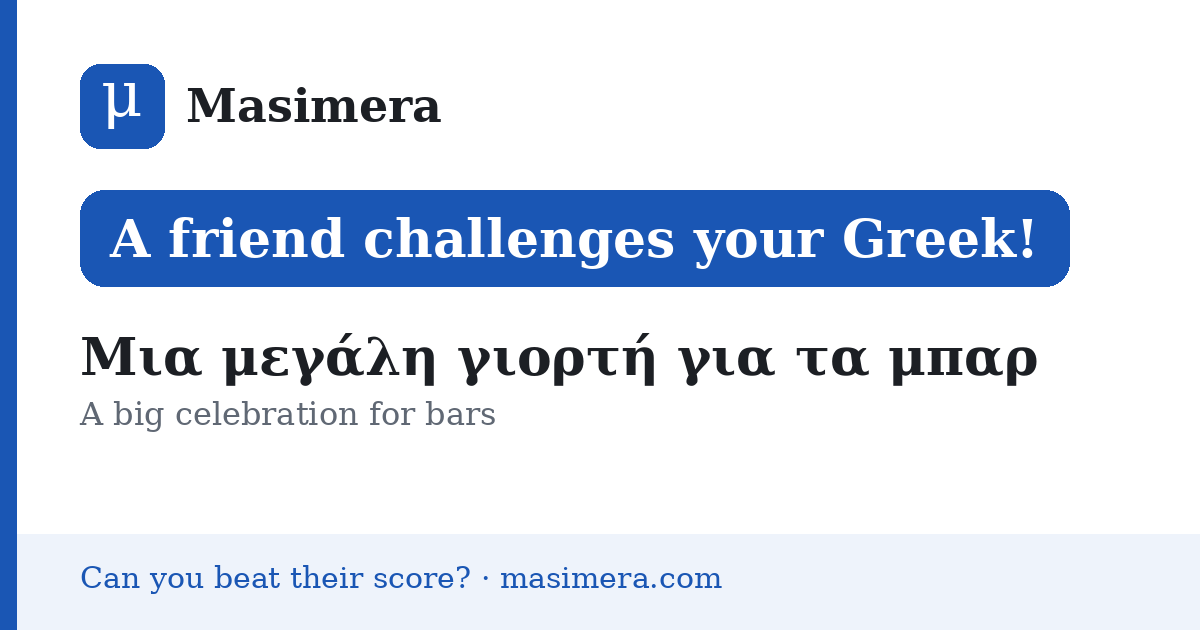 μ Masimera
A friend challenges your Greek!
Μια μεγάλη γιορτή για τα μπαρ
A big celebration for bars
Can you beat their score? · masimera.com